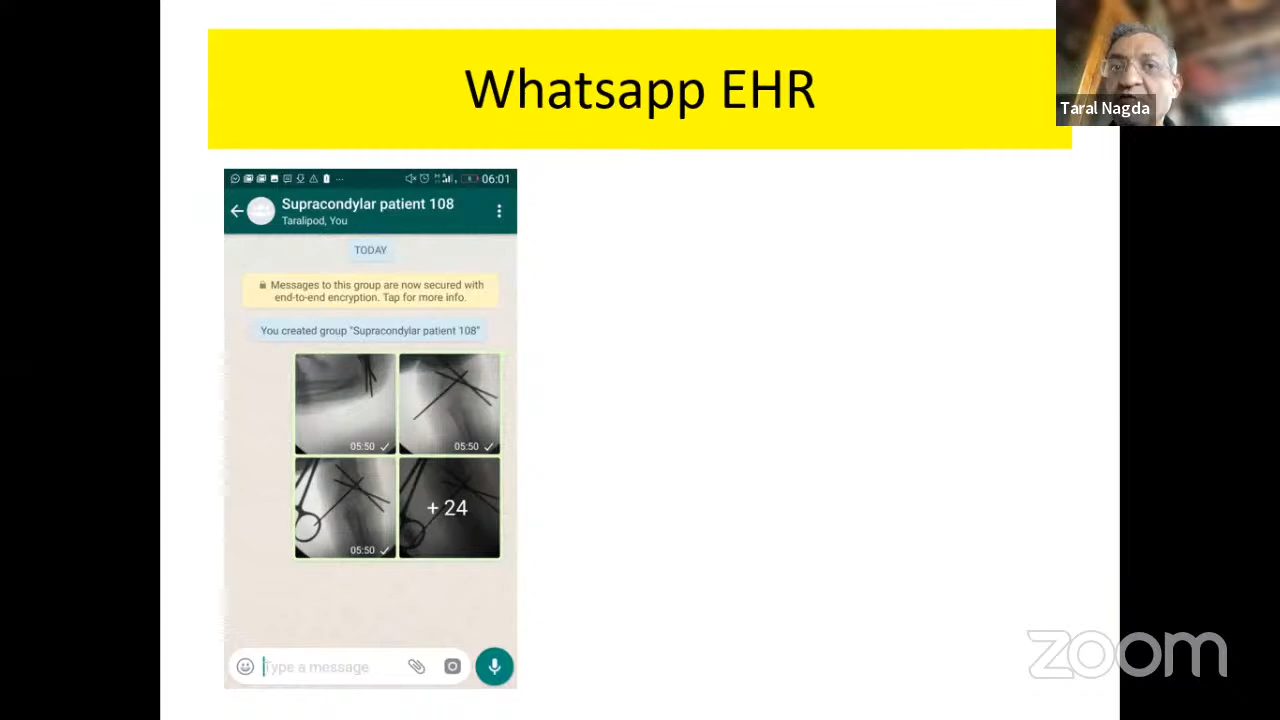 Whatsapp EHR
Taral Nagda
06:01
Supracondylar patient 108
Taralipod, You
TODAY
Messages to this group are now secured with
end-to-end encryption. Tap for more info.
You created group "Supracondylar patient 108"
05:50
05:50
05:50
+ 24
Type a message
zoom